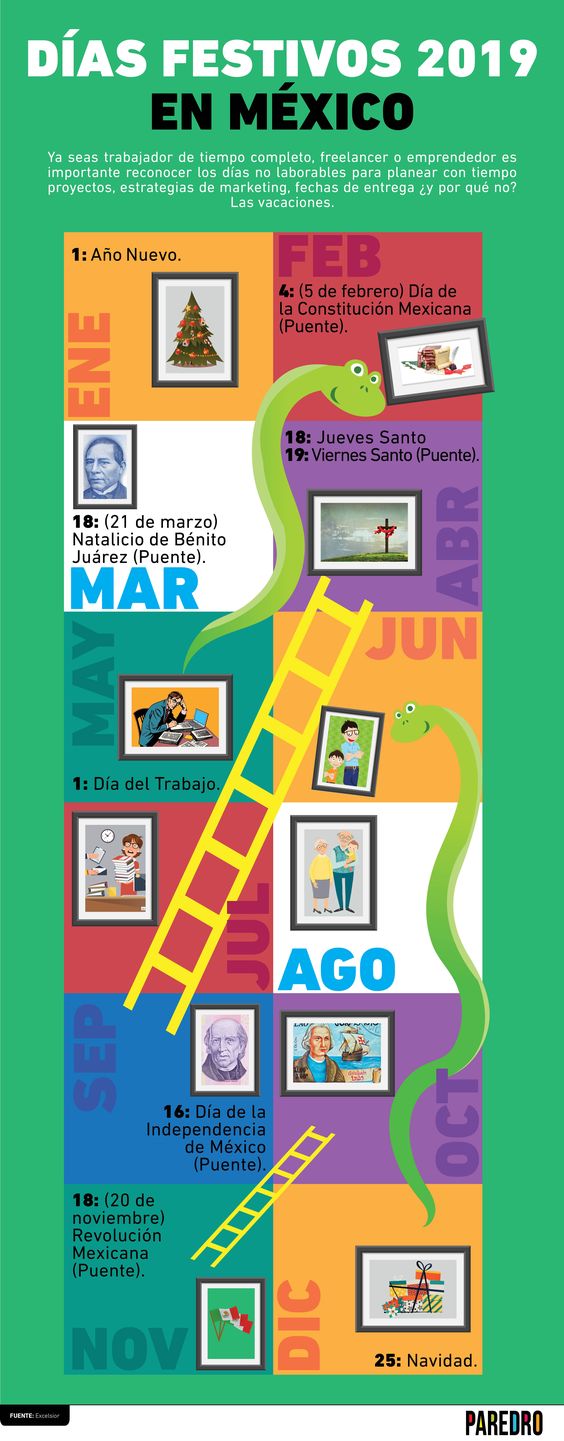 DÍAS FESTIVOS 2019
EN MÉXICO
Ya seas trabajador de tiempo completo, freelancer o emprendedor es
importante reconocer los días no laborables para planear con tiempo
proyectos, estrategias de marketing, fechas de entrega ¿y por qué no?
Las vacaciones.
1: Año Nuevo.
ENE
FEB
4: (5 de febrero) Día de
la Constitución Mexicana
(Puente).
18: (21 de marzo)
Natalicio de Bénito
Juárez (Puente).
MAR
18: Jueves Santo
19: Viernes Santo (Puente).
ABR
MAY
1: Día del Trabajo.
JUN
JUL
AGO
SEP
16: Día de la
Independencia
de México
(Puente).
OCT
18: (20 de
noviembre)
Revolución
Mexicana
(Puente).
NOV
DIC
25: Navidad.
FUENTE: Excelsior
PAREDRO